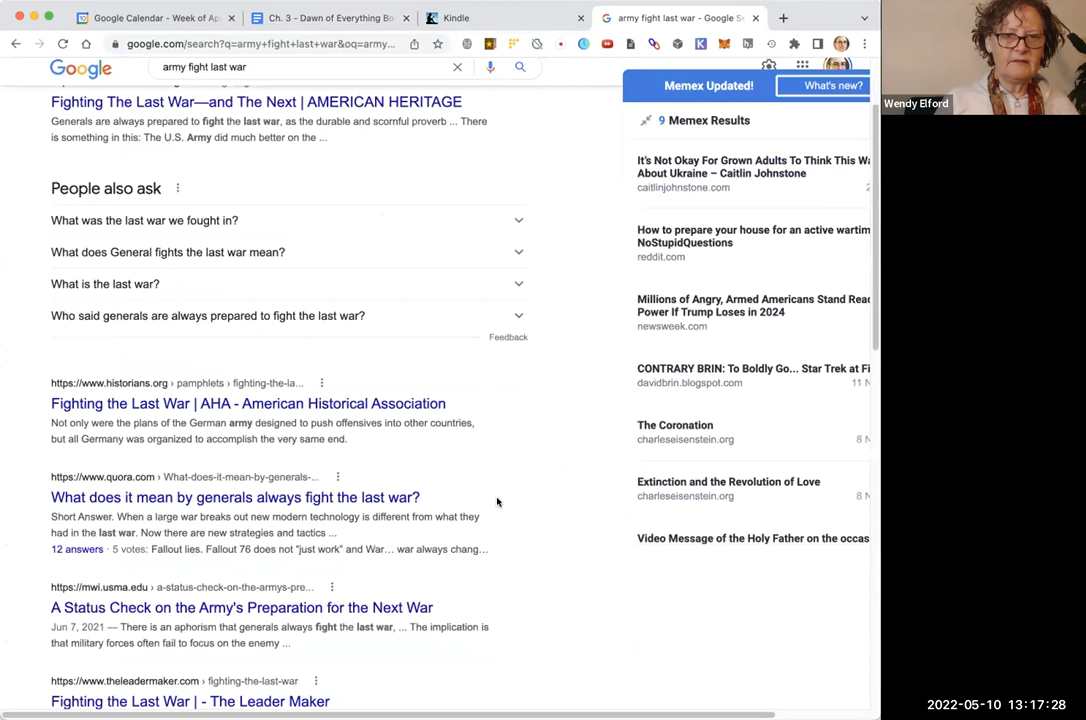 Google Calendar - Week of Ap
Ch. 3 - Dawn of Everything Bo
Kindle
army fight last war - Google S
google.com/search?q=army+fight+last+war&oq=army...
Google
army fight last war
Memex Updated!
What's new?
Wendy Elford
Fighting The Last War—and The Next | AMERICAN HERITAGE
Generals are always prepared to fight the last war, as the durable and scornful proverb ... There
is something in this: The U.S. Army did much better on the ...
People also ask
What was the last war we fought in?
What does General fights the last war mean?
What is the last war?
Who said generals are always prepared to fight the last war?
Feedback
https://www.historians.org › pamphlets › fighting-the-la...
Fighting the Last War | AHA - American Historical Association
Not only were the plans of the German army designed to push offensives into other countries,
but all Germany was organized to accomplish the very same end.
https://www.quora.com › What-does-it-mean-by-generals-...
What does it mean by generals always fight the last war?
Short Answer. When a large war breaks out new modern technology is different from what they
had in the last war. Now there are new strategies and tactics ...
12 answers · 5 votes: Fallout lies. Fallout 76 does not “just work” and War... war always chang...
https://mwi.usma.edu › a-status-check-on-the-armys-pre...
A Status Check on the Army's Preparation for the Next War
Jun 7, 2021 — There is an aphorism that generals always fight the last war, ... The implication is
that military forces often fail to focus on the enemy ...
https://www.theleadermaker.com › fighting-the-last-war
Fighting the Last War | - The Leader Maker
9 Memex Results
It's Not Okay For Grown Adults To Think This Wa
About Ukraine – Caitlin Johnstone
caitlinjohnstone.com
2
How to prepare your house for an active wartim
NoStupidQuestions
reddit.com
Millions of Angry, Armed Americans Stand Read
Power If Trump Loses in 2024
newsweek.com
CONTRARY BRIN: To Boldly Go... Star Trek at Fi
davidbrin.blogspot.com
11 N
The Coronation
charleseisenstein.org
8 N
Extinction and the Revolution of Love
charleseisenstein.org
8 N
Video Message of the Holy Father on the occas
2022-05-10 13:17:28